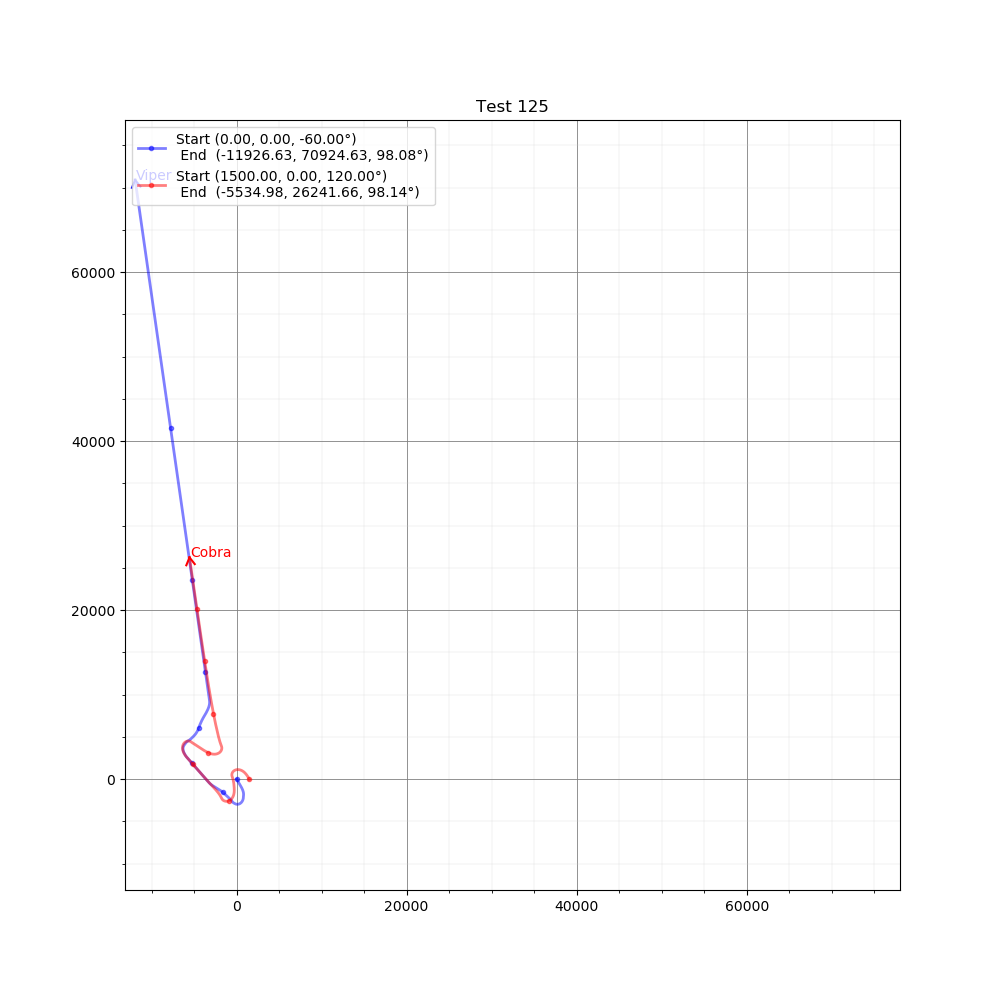 Test 125
Start (0.00, 0.00, -60.00°)
End (-11926.63, 70924.63, 98.08°)
Start (1500.00, 0.00, 120.00°)
End (-5534.98, 26241.66, 98.14°)
Viper
60000
40000
Cobra
20000
0
0
20000
40000
60000